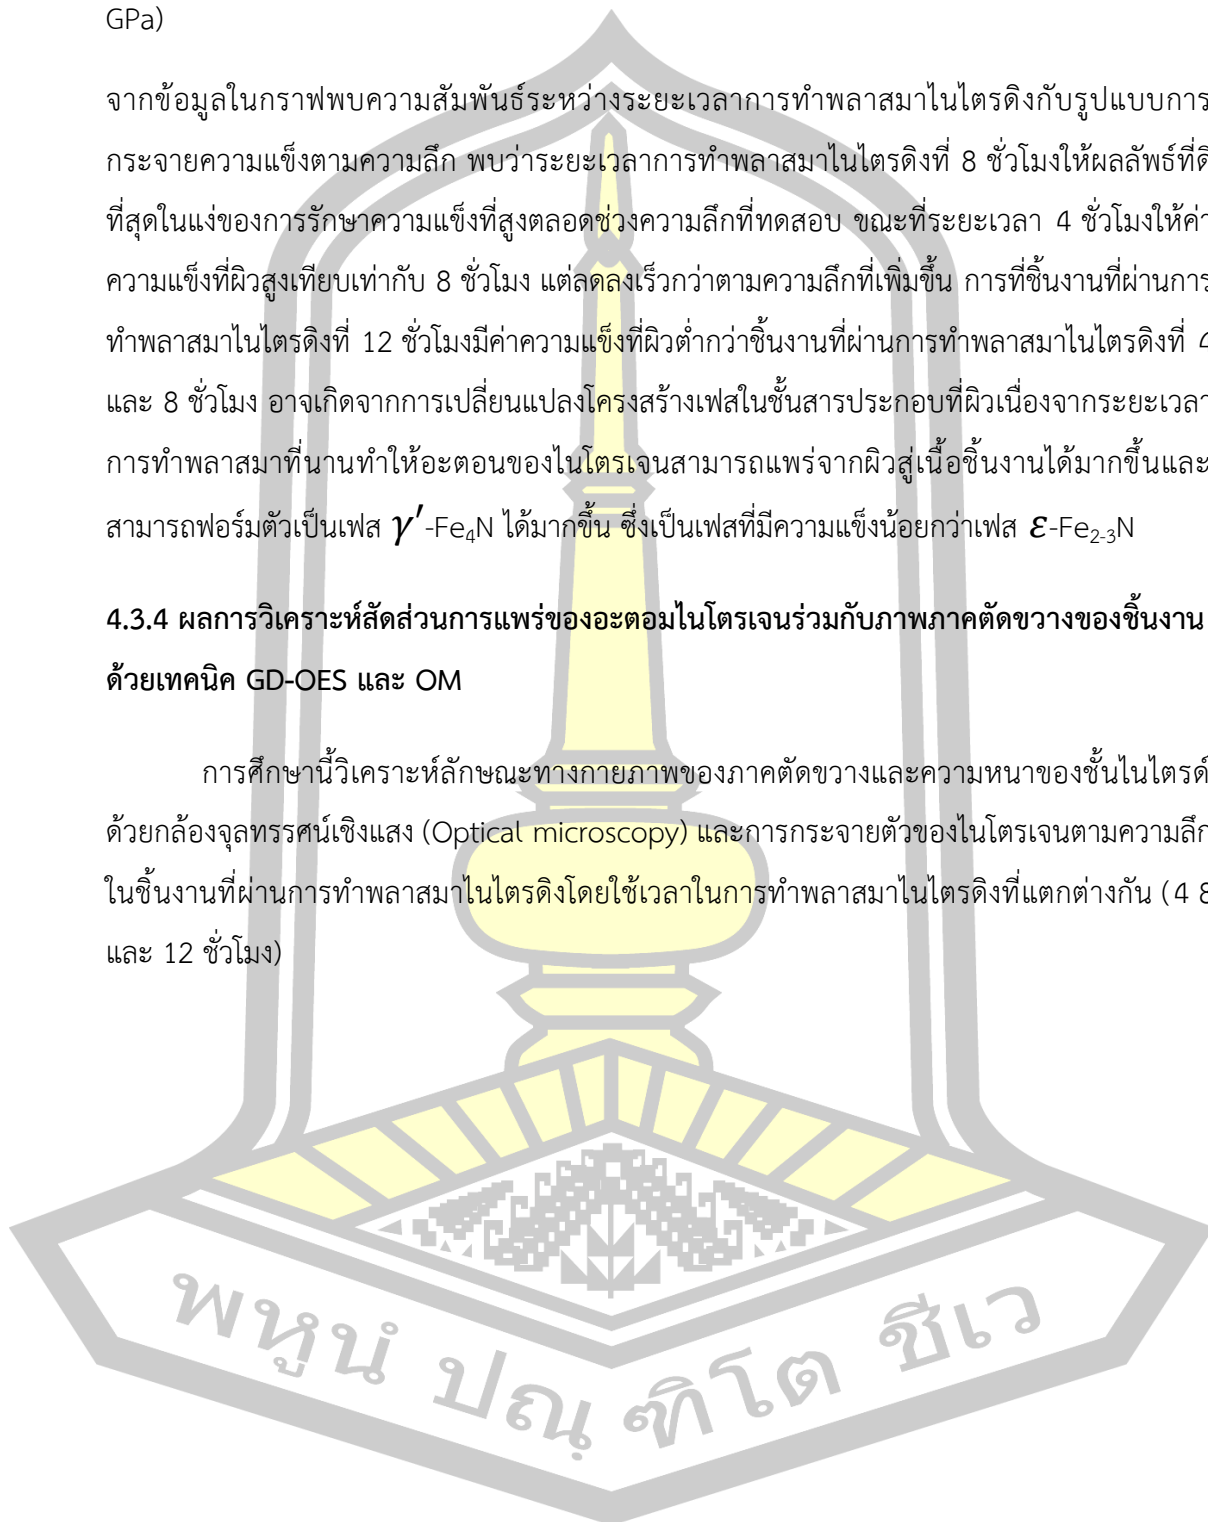 GPa)
จากข้อมูลในกราฟพบความสัมพันธ์ระหว่างระยะเวลาการทำพลาสมาไนไตรดิงกับรูปแบบการ
กระจายความแข็งตามความลึก พบว่าระยะเวลาการทำพลาสมาไนไตรดิงที่ 8 ชั่วโมงให้ผลลัพธ์ที่ดี
ที่สุดในแง่ของการรักษาความแข็งที่สูงตลอดช่วงความลึกที่ทดสอบ ขณะที่ระยะเวลา 4 ชั่วโมงให้ค่า
ความแข็งที่ผิวสูงเทียบเท่ากับ 8 ชั่วโมง แต่ลดลงเร็วกว่าตามความลึกที่เพิ่มขึ้น การที่ชิ้นงานที่ผ่านการ
ทำพลาสมาไนไตรดิงที่ 12 ชั่วโมงมีค่าความแข็งที่ผิวต่ำกว่าชิ้นงานที่ผ่านการทำพลาสมาไนไตรดิงที่ 4
และ 8 ชั่วโมง อาจเกิดจากการเปลี่ยนแปลงโครงสร้างเฟสในชั้นสารประกอบที่ผิวเนื่องจากระยะเวลา
การทำพลาสมาที่นานทำให้อะตอนของไนโตรเจนสามารถแพร่จากผิวสู่เนื้อชิ้นงานได้มากขึ้นและ
สามารถฟอร์มตัวเป็นเฟส γ′-Fe₄N ได้มากขึ้น ซึ่งเป็นเฟสที่มีความแข็งน้อยกว่าเฟส ε-Fe₂₋₃N
4.3.4 ผลการวิเคราะห์สัดส่วนการแพร่ของอะตอมไนโตรเจนร่วมกับภาพภาคตัดขวางของชิ้นงาน
ด้วยเทคนิค GD-OES และ OM
การศึกษานี้วิเคราะห์ลักษณะทางกายภาพของภาคตัดขวางและความหนาของชั้นไนไตรด์
ด้วยกล้องจุลทรรศน์เชิงแสง (Optical microscopy) และการกระจายตัวของไนโตรเจนตามความลึก
ในชิ้นงานที่ผ่านการทำพลาสมาไนไตรดิงโดยใช้เวลาในการทำพลาสมาไนไตรดิงที่แตกต่างกัน (4 8
และ 12 ชั่วโมง)
พหูนํ ปณฺ ฑิโต ชีเว